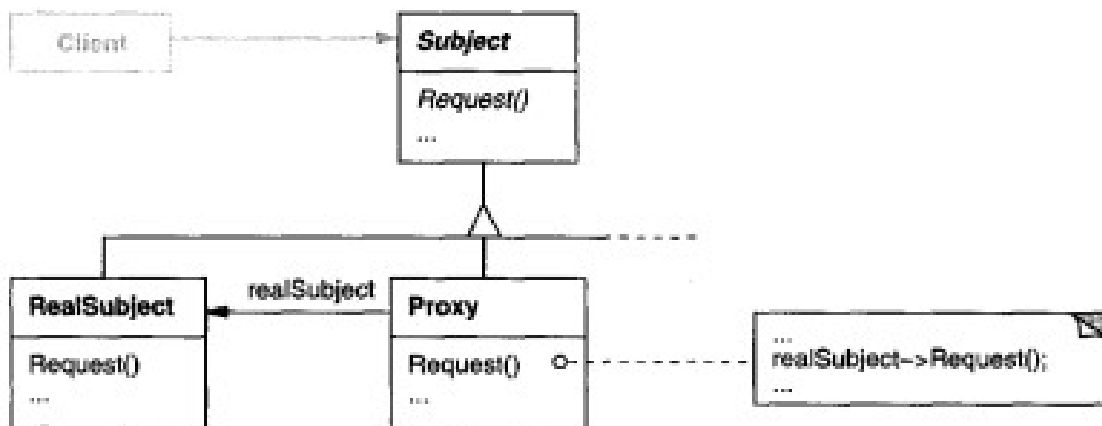 Client
Subject
Request()
...
RealSubject
realSubject
Proxy
Request()
...
Request()
...
...
realSubject->Request();
...